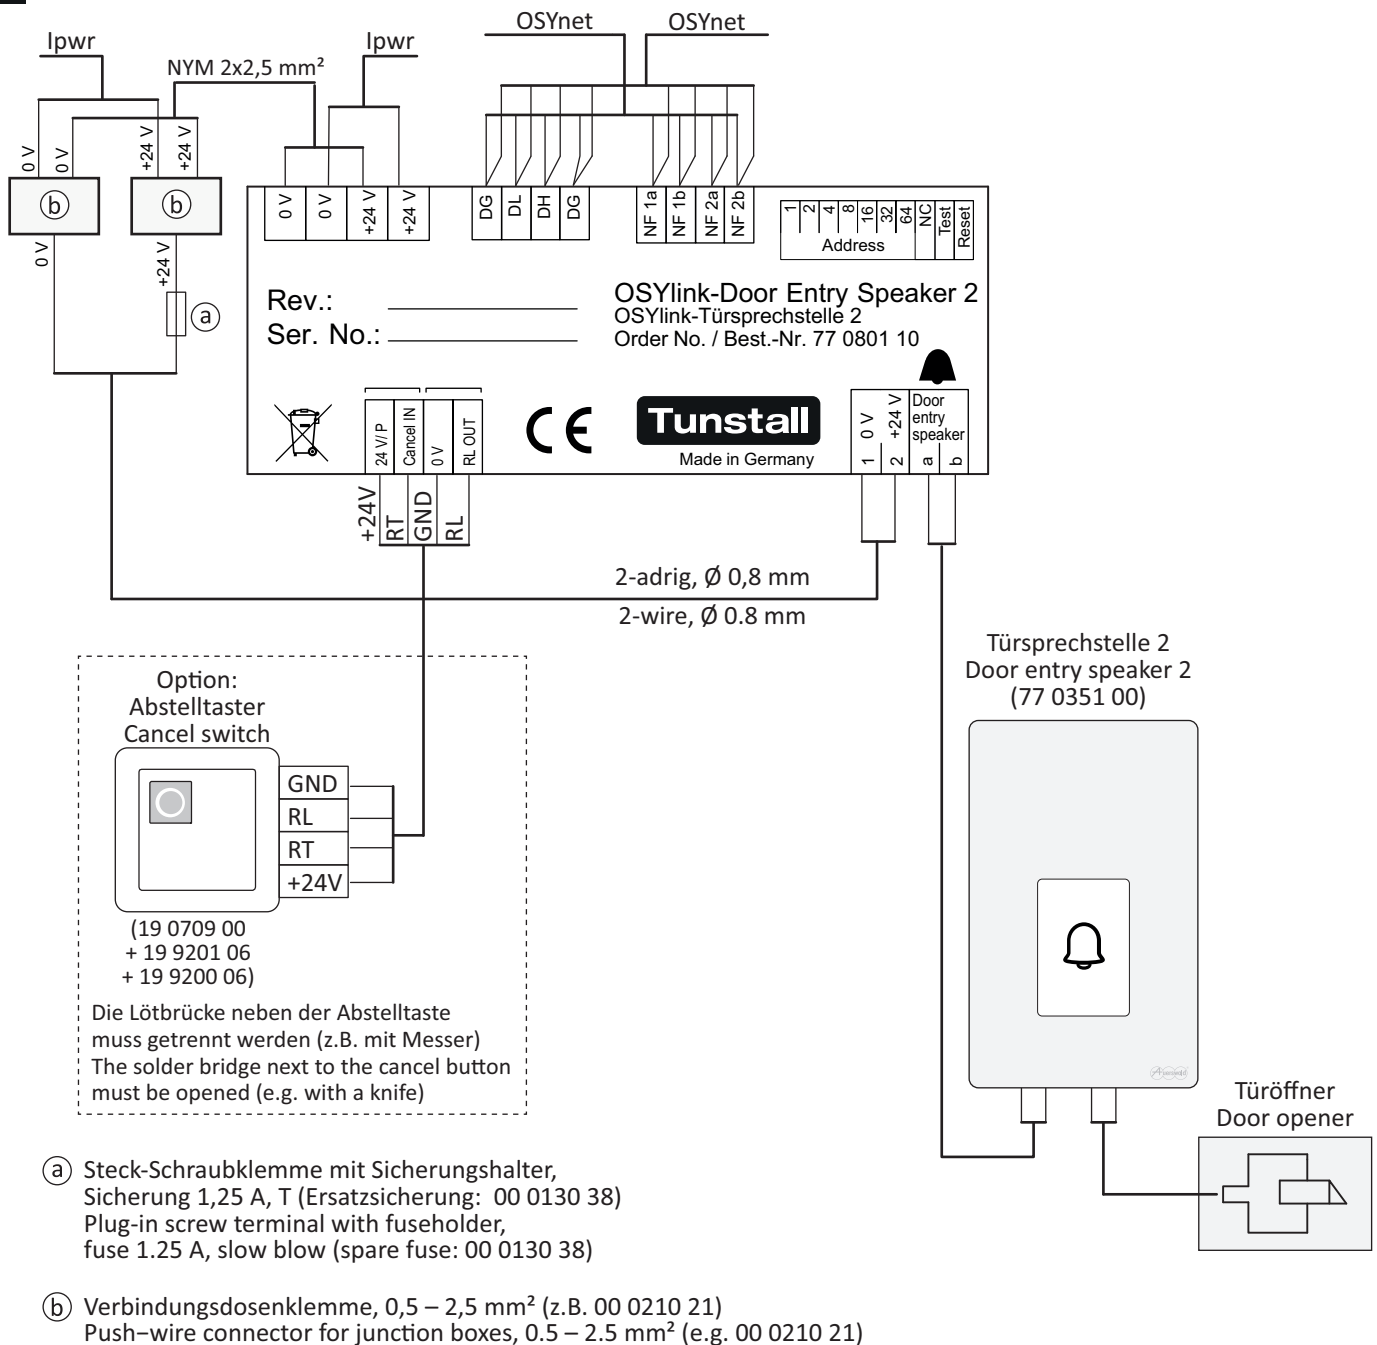 OSYnet
OSYnet
Ipwr
Ipwr
NYM 2x2,5 mm²
0 V
0 V
+24 V
+24 V
b
b
0 V
+24 V
a
0 V
0 V
+24 V
+24 V
DG
DL
DH
DG
NF 1a
NF 1b
NF 2a
NF 2b
1
2
4
8
16
32
64
NC
Test
Reset
Address
Rev.:
Ser. No.:
OSYlink-Door Entry Speaker 2
OSYlink-Türsprechstelle 2
Order No. / Best.-Nr. 77 0801 10
24 V/ P
Cancel IN
0 V
RL OUT
CE
Tunstall
Made in Germany
0 V
+24 V
Door
entry
speaker
1
2
a
b
+24V
RT
GND
RL
2-adrig, Ø 0,8 mm
2-wire, Ø 0.8 mm
Option:
Abstelltaster
Cancel switch
GND
RL
RT
+24V
(19 0709 00
+ 19 9201 06
+ 19 9200 06)
Die Lötbrücke neben der Abstelltaste
muss getrennt werden (z.B. mit Messer)
The solder bridge next to the cancel button
must be opened (e.g. with a knife)
Türsprechstelle 2
Door entry speaker 2
(77 0351 00)
Türöffner
Door opener
a Steck-Schraubklemme mit Sicherungshalter,
Sicherung 1,25 A, T (Ersatzsicherung: 00 0130 38)
Plug-in screw terminal with fuseholder,
fuse 1.25 A, slow blow (spare fuse: 00 0130 38)
b Verbindungsdosenklemme, 0,5 – 2,5 mm² (z.B. 00 0210 21)
Push–wire connector for junction boxes, 0.5 – 2.5 mm² (e.g. 00 0210 21)